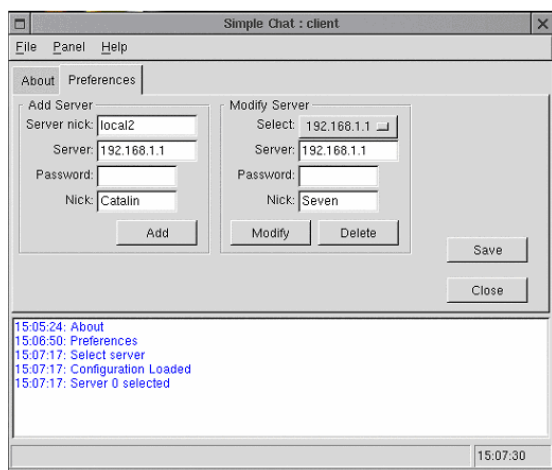 Simple Chat : client
File Panel Help
About Preferences
Add Server
Server nick: local2
Server: 192.168.1.1
Password:
Nick: Catalin
Add
Modify Server
Select: 192.168.1.1
Server: 192.168.1.1
Password:
Nick: Seven
Modify Delete
Save
Close
15:05:24: About
15:06:50: Preferences
15:07:17: Select server
15:07:17: Configuration Loaded
15:07:17: Server 0 selected
15:07:30